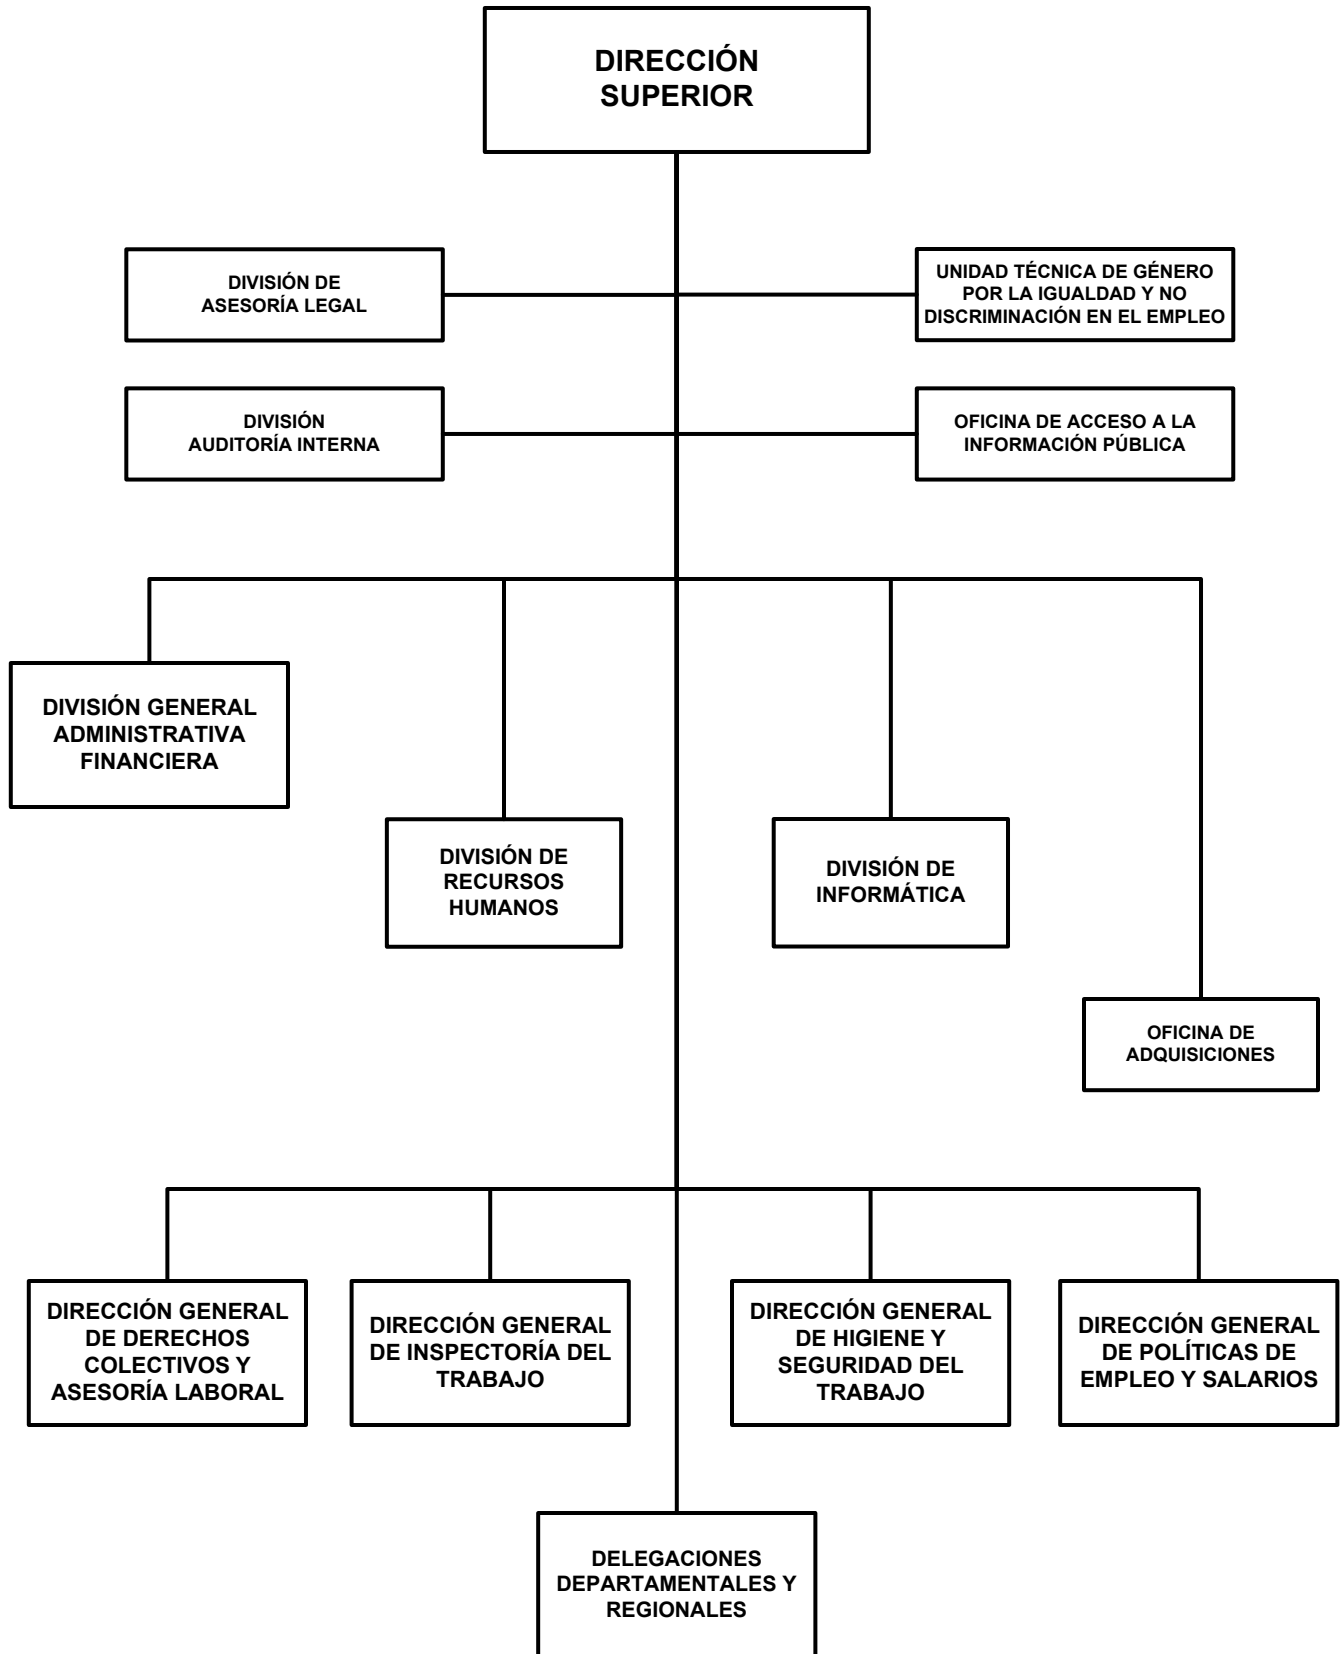 DIRECCIÓN
SUPERIOR
DIVISIÓN DE
ASESORÍA LEGAL
UNIDAD TÉCNICA DE GÉNERO
POR LA IGUALDAD Y NO
DISCRIMINACIÓN EN EL EMPLEO
DIVISIÓN
AUDITORÍA INTERNA
OFICINA DE ACCESO A LA
INFORMACIÓN PÚBLICA
DIVISIÓN GENERAL
ADMINISTRATIVA
FINANCIERA
DIVISIÓN DE
RECURSOS
HUMANOS
DIVISIÓN DE
INFORMÁTICA
OFICINA DE
ADQUISICIONES
DIRECCIÓN GENERAL
DE DERECHOS
COLECTIVOS Y
ASESORÍA LABORAL
DIRECCIÓN GENERAL
DE INSPECTORÍA DEL
TRABAJO
DIRECCIÓN GENERAL
DE HIGIENE Y
SEGURIDAD DEL
TRABAJO
DIRECCIÓN GENERAL
DE POLÍTICAS DE
EMPLEO Y SALARIOS
DELEGACIONES
DEPARTAMENTALES Y
REGIONALES